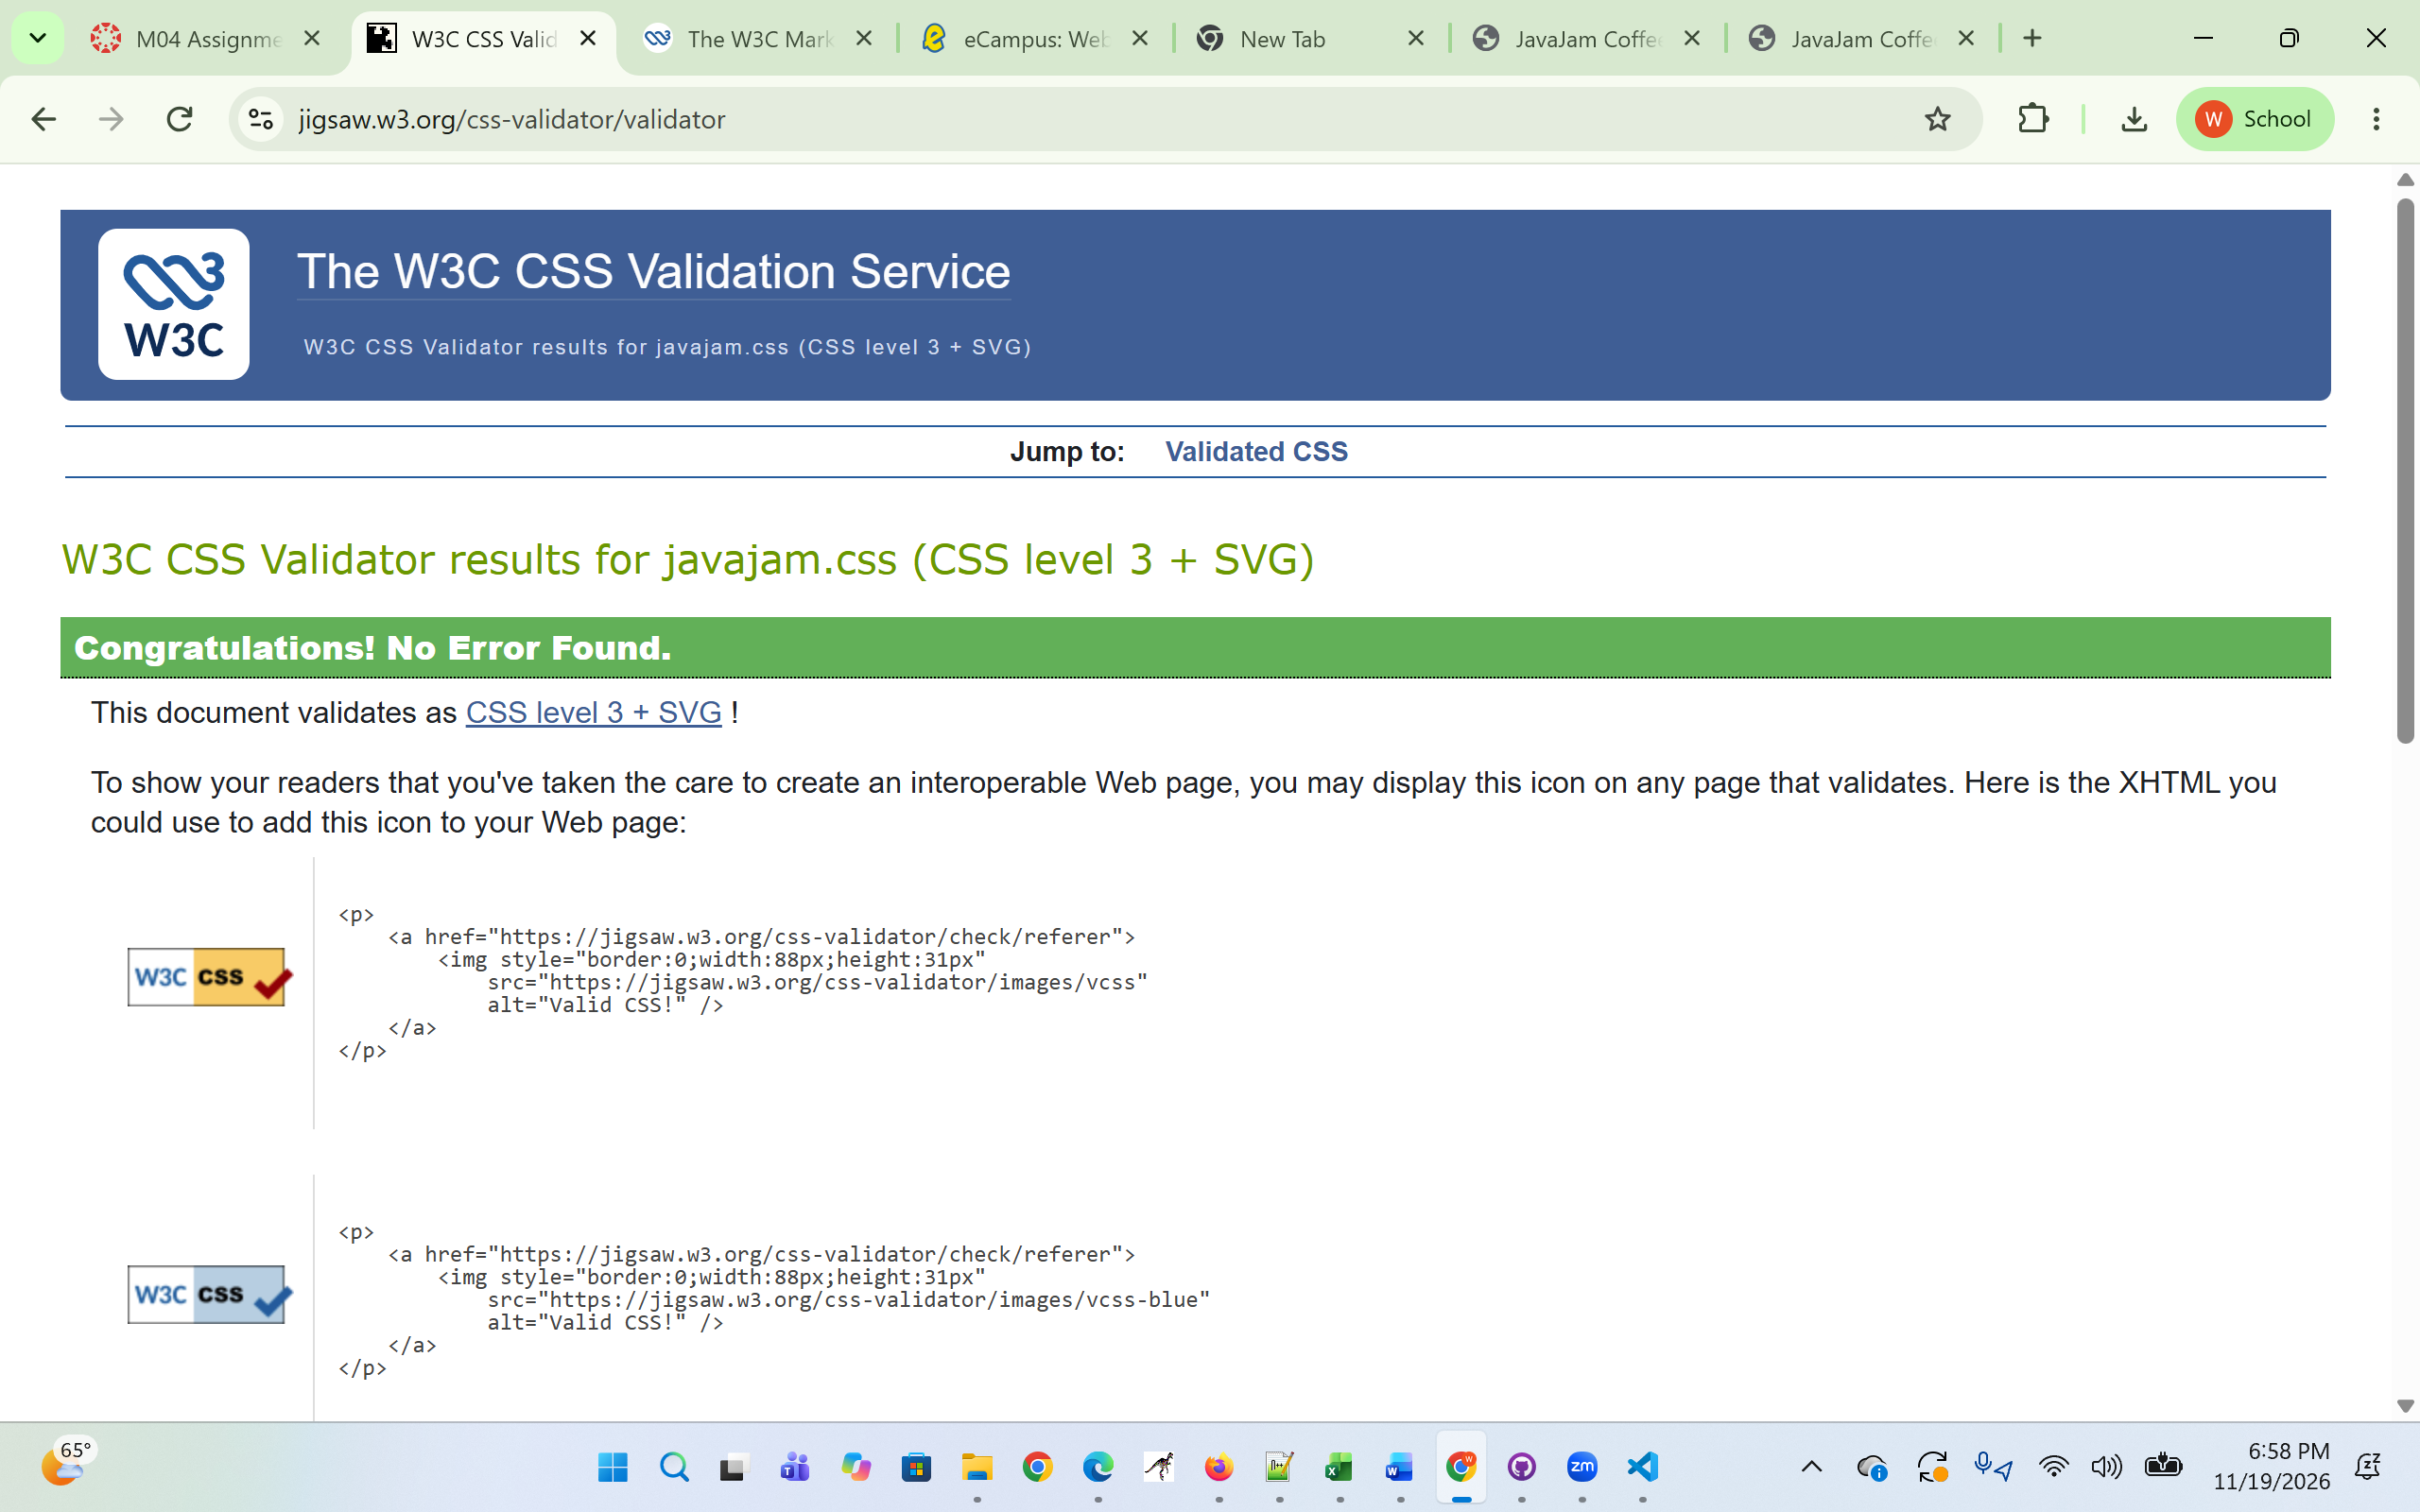 M04 Assignme
W3C CSS Valid
The W3C Mark
eCampus: Web
New Tab
JavaJam Coffe
JavaJam Coffe
jigsaw.w3.org/css-validator/validator
W
School
W3C
The W3C CSS Validation Service
W3C CSS Validator results for javajam.css (CSS level 3 + SVG)
Jump to: Validated CSS
W3C CSS Validator results for javajam.css (CSS level 3 + SVG)
Congratulations! No Error Found.
This document validates as CSS level 3 + SVG !
To show your readers that you've taken the care to create an interoperable Web page, you may display this icon on any page that validates. Here is the XHTML you
could use to add this icon to your Web page:
<p>
<a href="https://jigsaw.w3.org/css-validator/check/referer">
<img style="border:0;width:88px;height:31px"
src="https://jigsaw.w3.org/css-validator/images/vcss"
alt="Valid CSS!" />
</a>
</p>
W3C css
<p>
<a href="https://jigsaw.w3.org/css-validator/check/referer">
<img style="border:0;width:88px;height:31px"
src="https://jigsaw.w3.org/css-validator/images/vcss-blue"
alt="Valid CSS!" />
</a>
</p>
W3C css
65°
zm
6:58 PM
11/19/2026